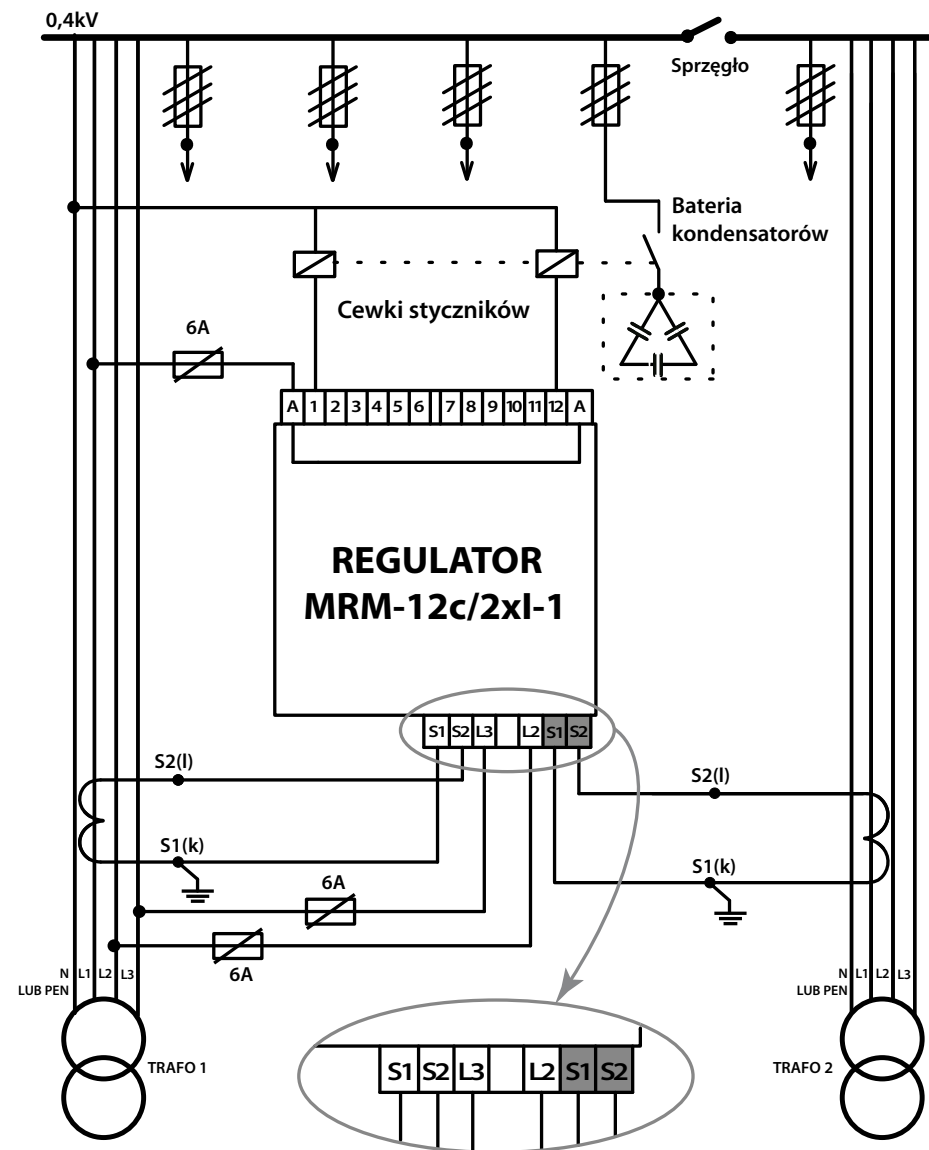 0,4kV
Sprzęgło
Bateria
kondensatorów
Cewki styczników
6A
A 1 2 3 4 5 6 7 8 9 10 11 12 A
REGULATOR
MRM-12c/2xI-1
S1 S2 L3 L2 S1 S2
S2(l)
S1(k)
S2(l)
S1(k)
6A
6A
N L1 L2 L3
LUB PEN
TRAFO 1
N L1 L2 L3
LUB PEN
TRAFO 2
S1 S2 L3 L2 S1 S2